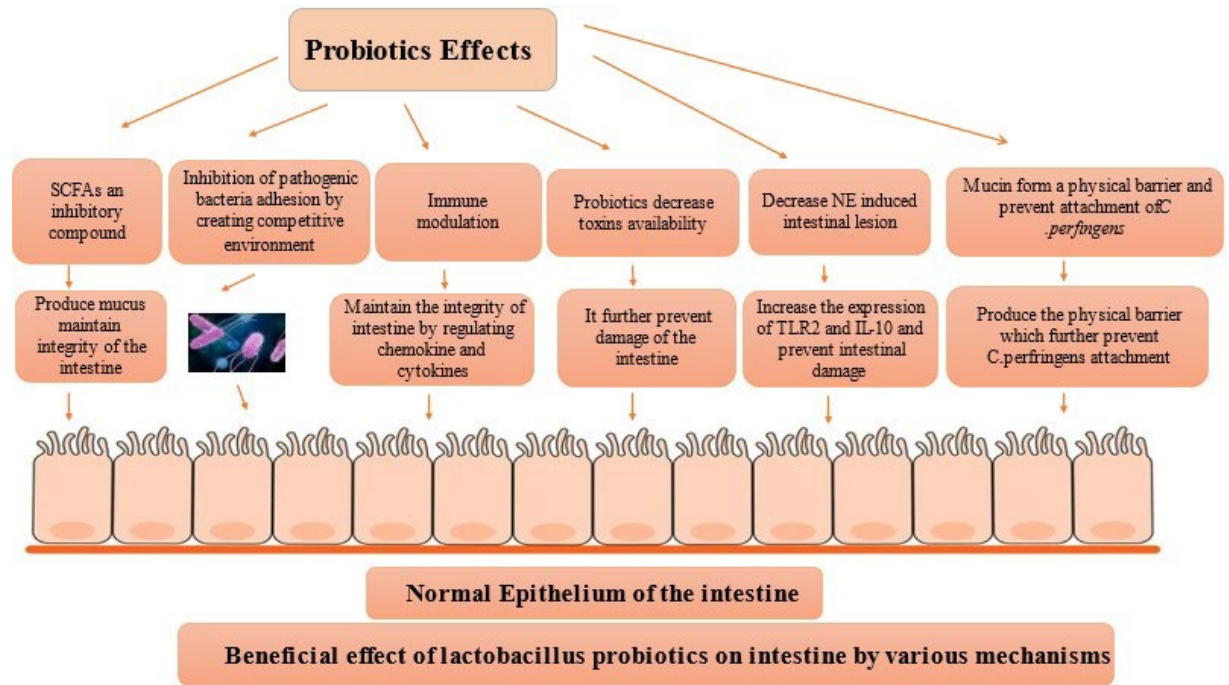 Probiotics Effects
SCFAs an
inhibitory
compound
Inhibition of pathogenic
bacteria adhesion by
creating competitive
environment
Immune
modulation
Probiotics decrease
toxins availability
Decrease NE induced
intestinal lesion
Mucin form a physical barrier and
prevent attachment ofC
.perfingens
Produce mucus
maintain
integrity of the
intestine
Maintain the integrity of
intestine by regulating
chemokine and
cytokines
It further prevent
damage of the
intestine
Increase the expression
of TLR2 and IL-10 and
prevent intestinal
damage
Produce the physical barrier
which further prevent
C.perfringens attachment
Normal Epithelium of the intestine
Beneficial effect of lactobacillus probiotics on intestine by various mechanisms